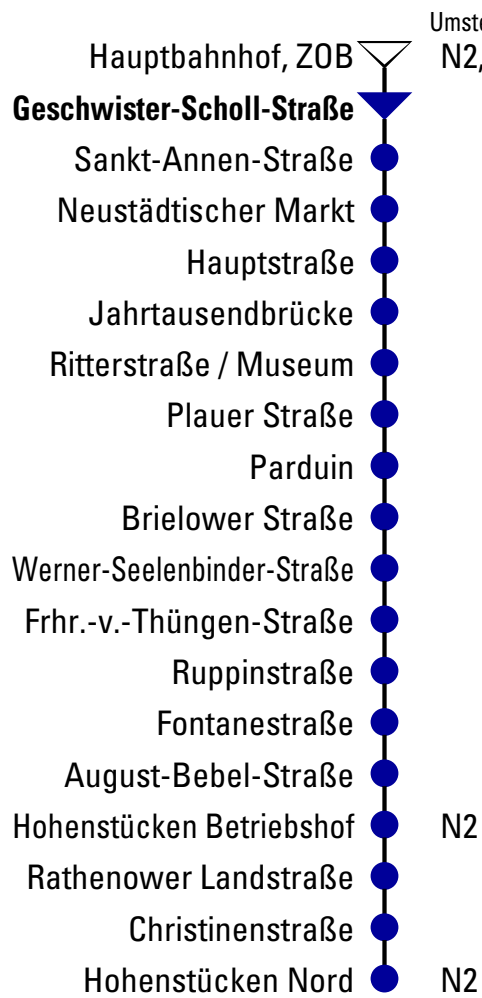 Hauptbahnhof, ZOB N2,
Geschwister-Scholl-Straße
Sankt-Annen-Straße
Neustädtischer Markt
Hauptstraße
Jahrtausendbrücke
Ritterstraße / Museum
Plauer Straße
Parduin
Brielower Straße
Werner-Seelenbinder-Straße
Frhr.-v.-Thüngen-Straße
Ruppinstraße
Fontanestraße
August-Bebel-Straße
Hohenstücken Betriebshof N2
Rathenower Landstraße
Christinenstraße
Hohenstücken Nord N2